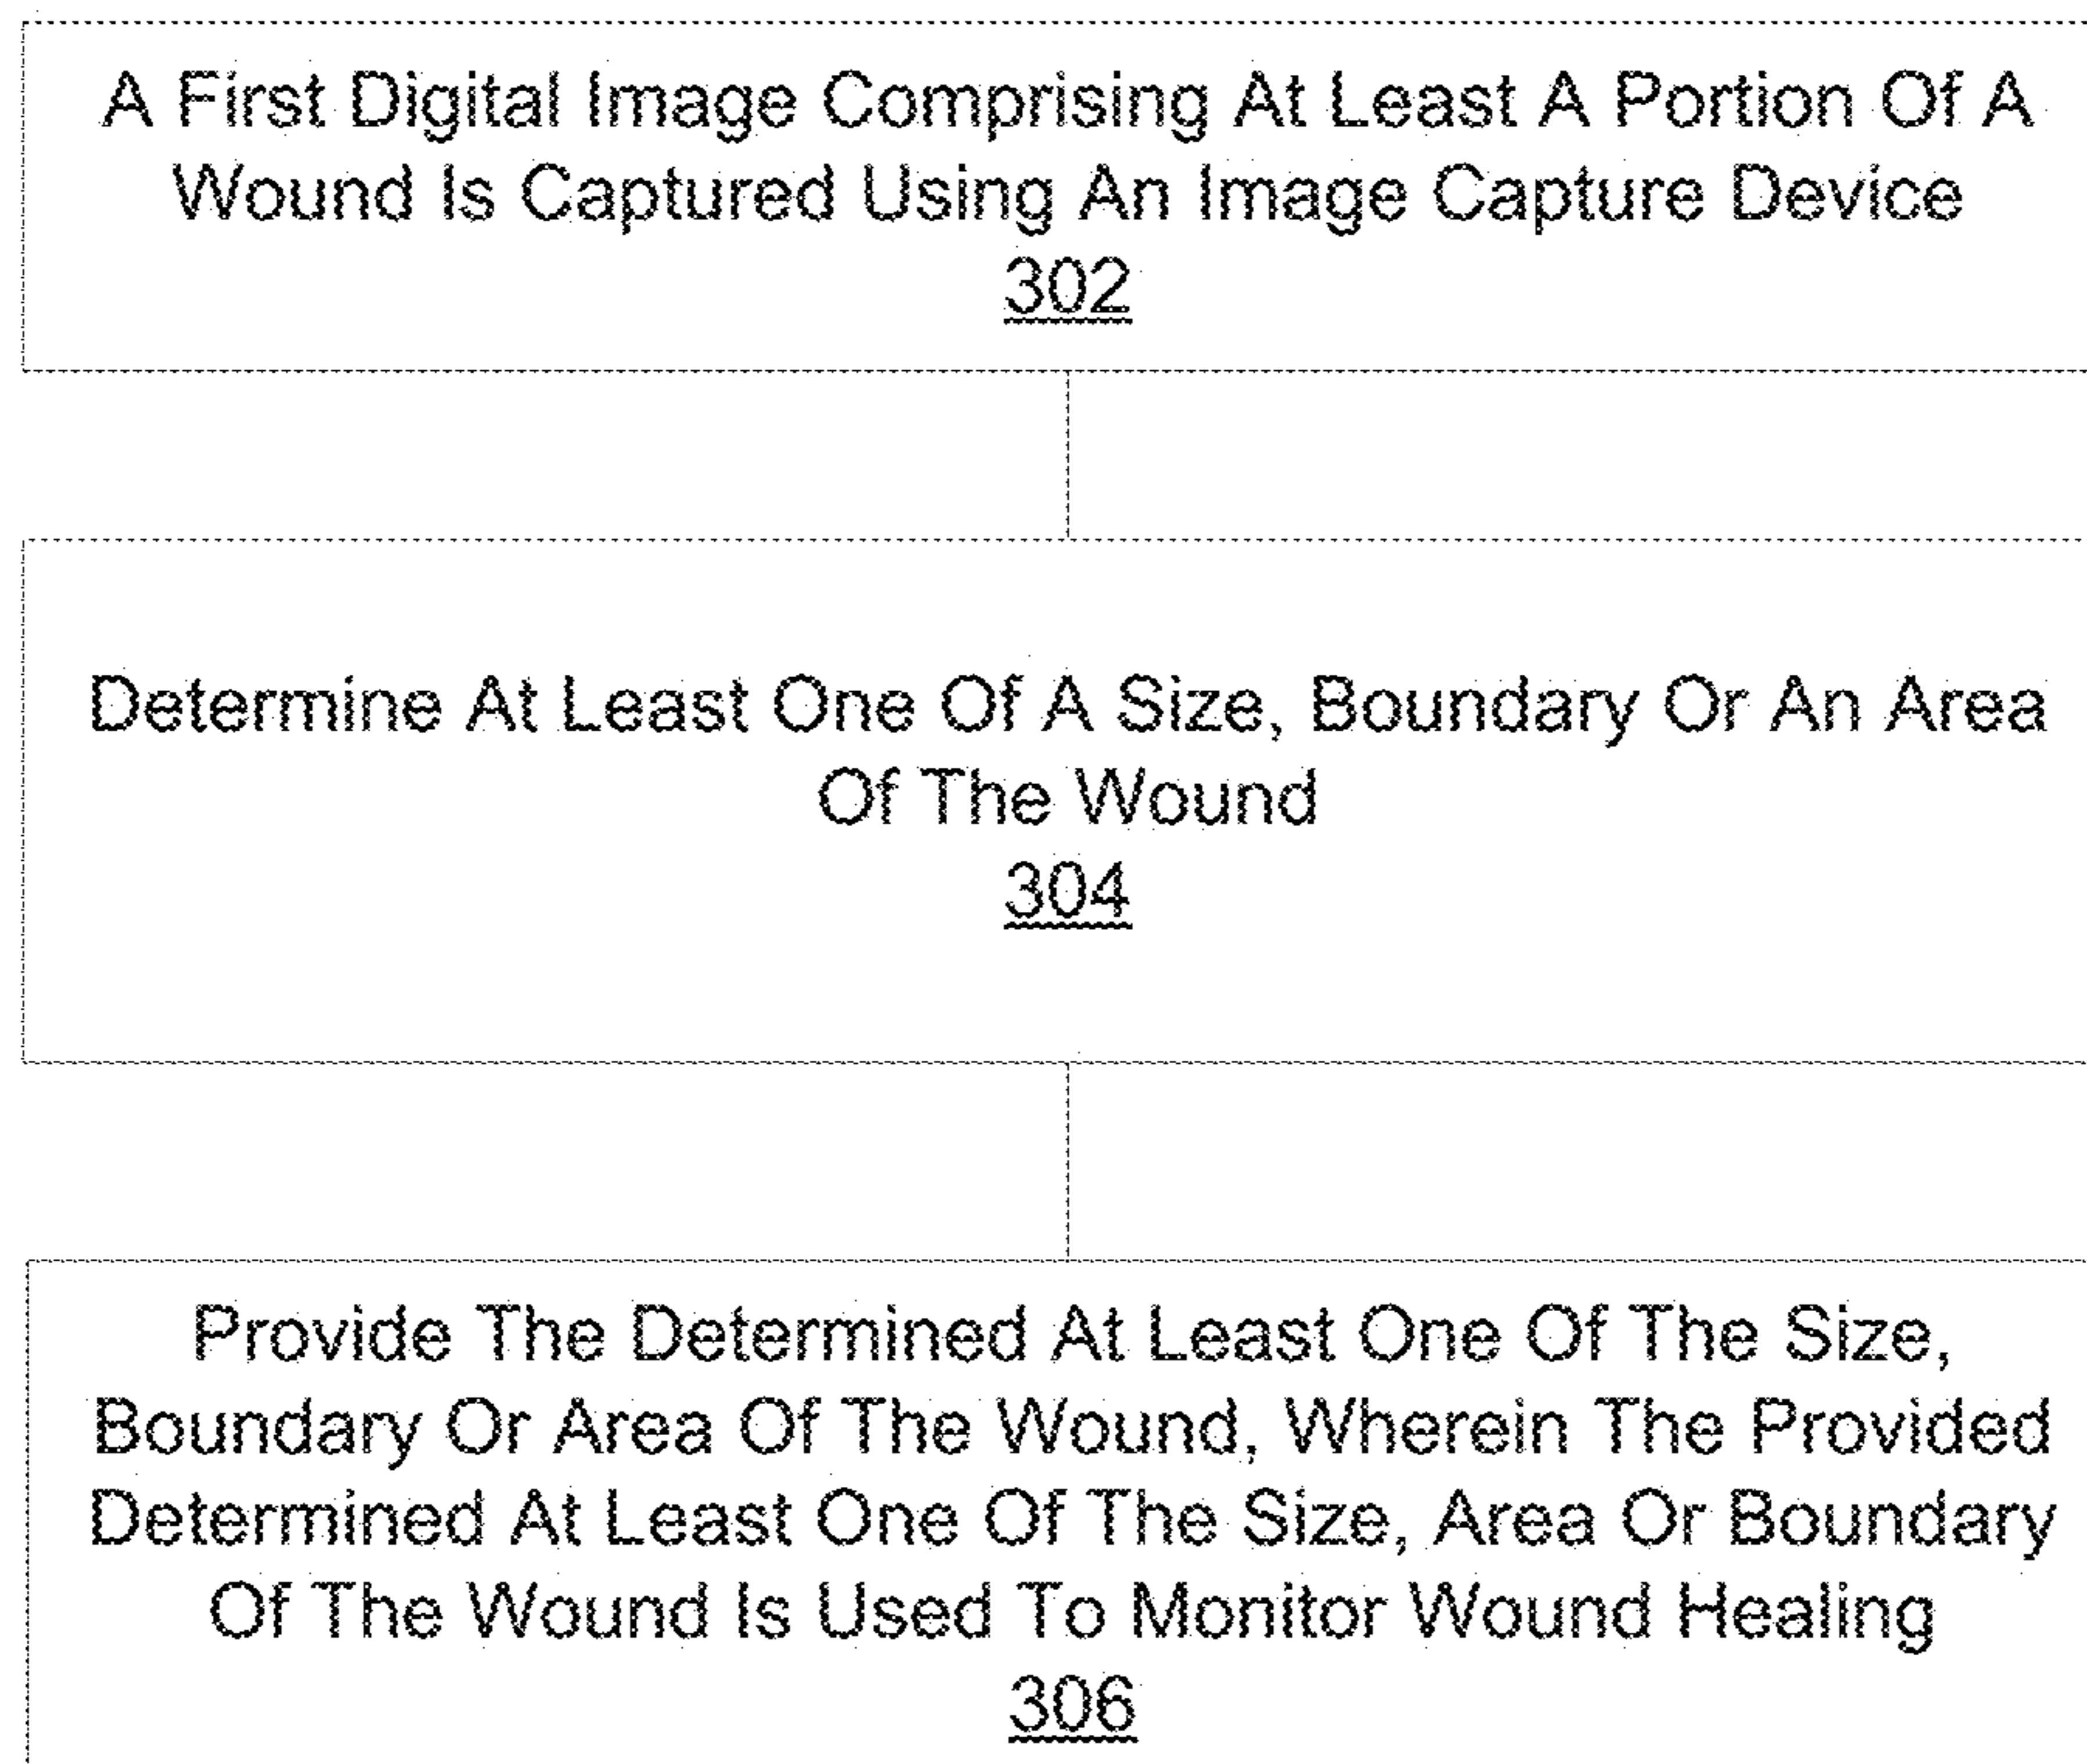 A First Digital Image Comprising At Least A Portion Of A
Wound Is Captured Using An Image Capture Device
302
Determine At Least One Of A Size, Boundary Or An Area
Of The Wound
304
Provide The Determined At Least One Of The Size,
Boundary Or Area Of The Wound, Wherein The Provided
Determined At Least One Of The Size, Area Or Boundary
Of The Wound Is Used To Monitor Wound Healing
306